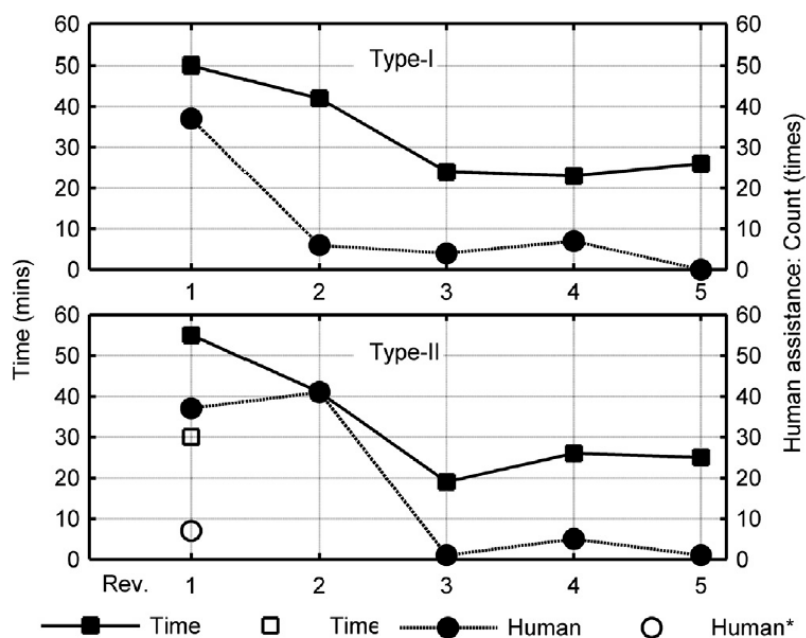 60 60
50 Type-I 50
40 40
30 30
20 20
10 10
0 0
1 2 3 4 5
60 60
50 Type-II 50
40 40
30 30
20 20
10 10
0 0
Rev. 1 2 3 4 5
Time (mins)
Human assistance: Count (times)
Time Time Human Human*